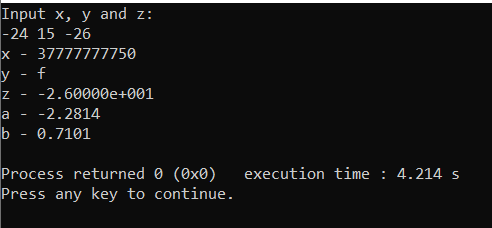 Input x, y and z:
-24 15 -26
x - 37777777750
y - f
z - -2.60000e+001
a - -2.2814
b - 0.7101
Process returned 0 (0x0)   execution time : 4.214 s
Press any key to continue.